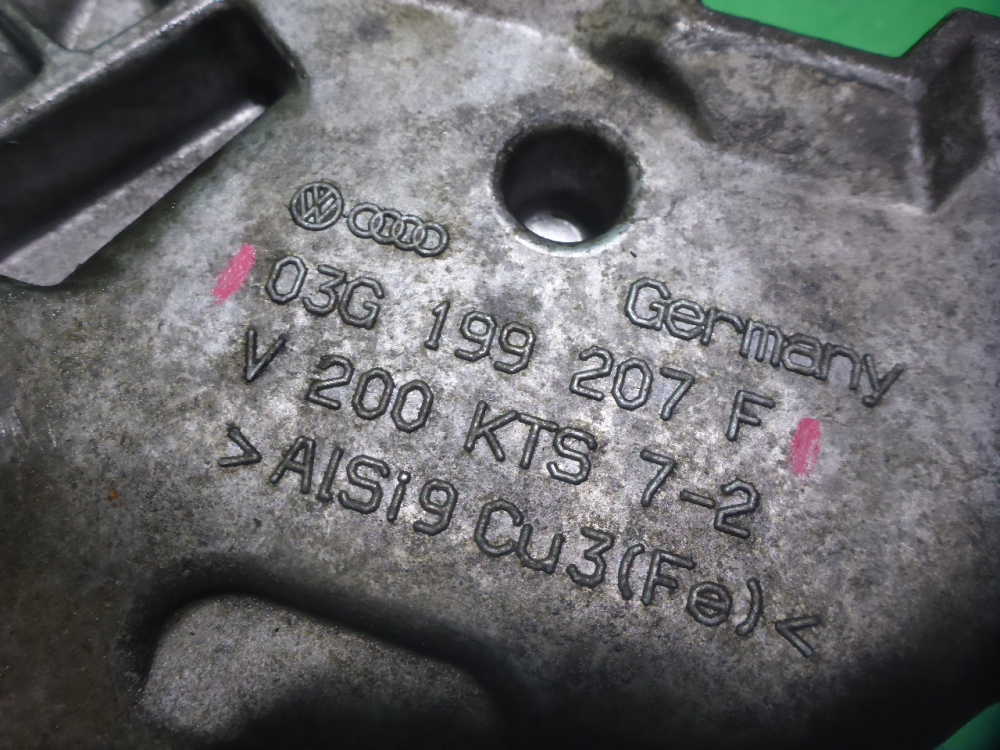 Germany
03G 199 207 F
V 200 KTS 7-2
>AlSi9Cu3(Fe)<